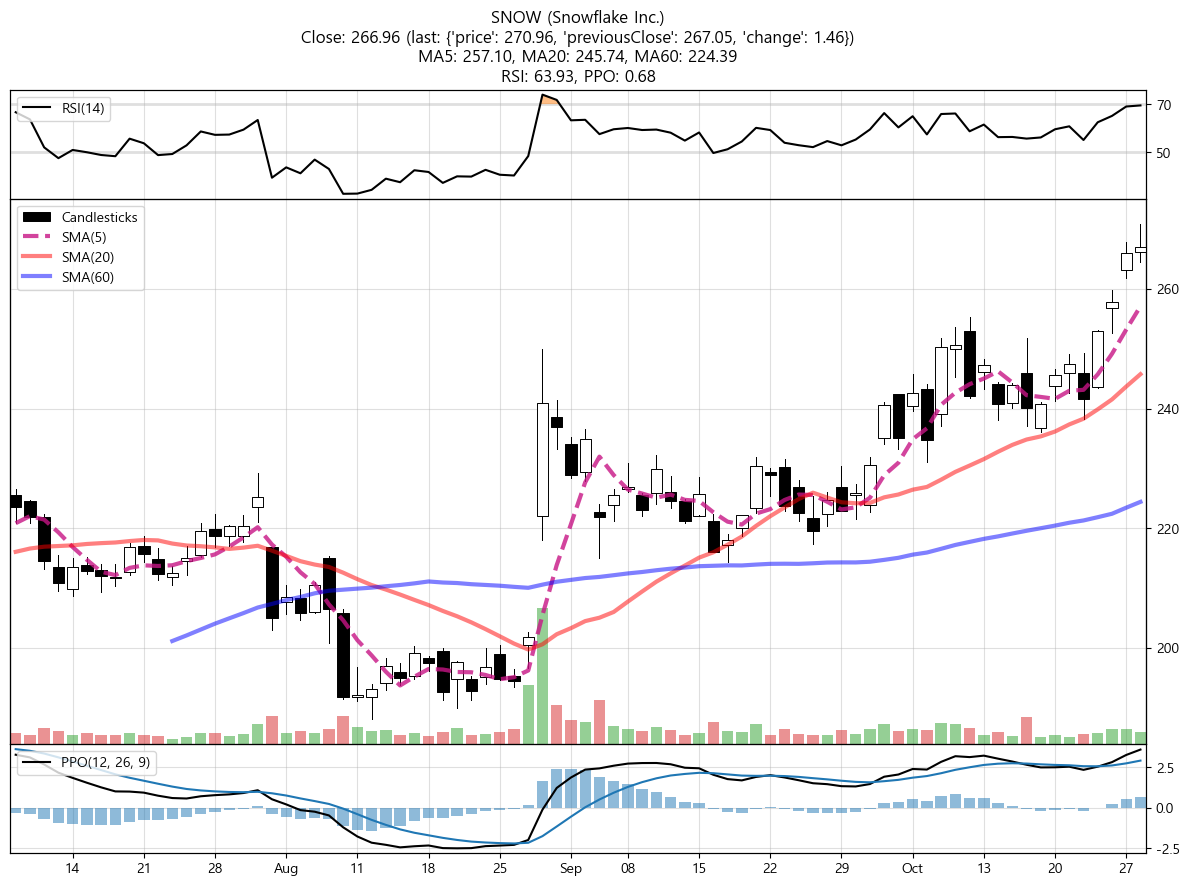 SNOW (Snowflake Inc.)
Close: 266.96 (last: {'price': 270.96, 'previousClose': 267.05, 'change': 1.46})
MA5: 257.10, MA20: 245.74, MA60: 224.39
RSI: 63.93, PPO: 0.68
RSI(14)
70
50
Candlesticks
SMA(5)
SMA(20)
SMA(60)
260
240
220
200
PPO(12, 26, 9)
2.5
0.0
-2.5
14 21 28 Aug 11 18 25 Sep 08 15 22 29 Oct 13 20 27